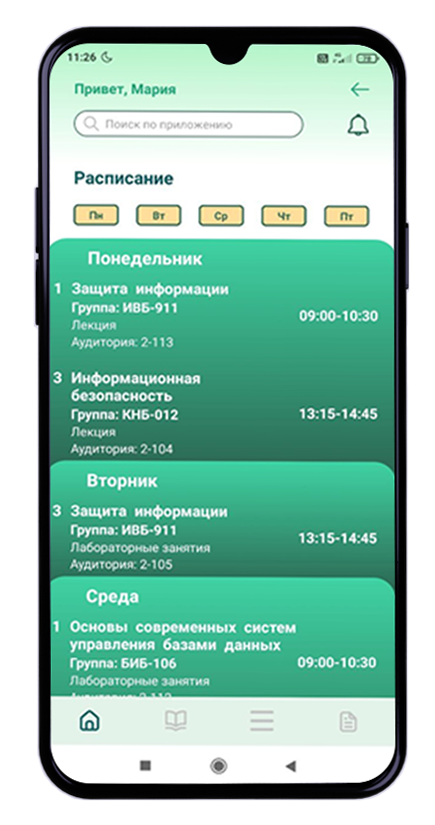 11:26
Привет, Мария
Поиск по приложению
Расписание
Пн Вт Ср Чт Пт
Понедельник
1 Защита информации
Группа: ИВБ-911
09:00-10:30
Лекция
Аудитория: 2-113
3 Информационная
безопасность
Группа: КНБ-012
13:15-14:45
Лекция
Аудитория: 2-104
Вторник
3 Защита информации
Группа: ИВБ-911
13:15-14:45
Лабораторные занятия
Аудитория: 2-105
Среда
1 Основы современных систем
управления базами данных
Группа: БИБ-106
09:00-10:30
Лабораторные занятия